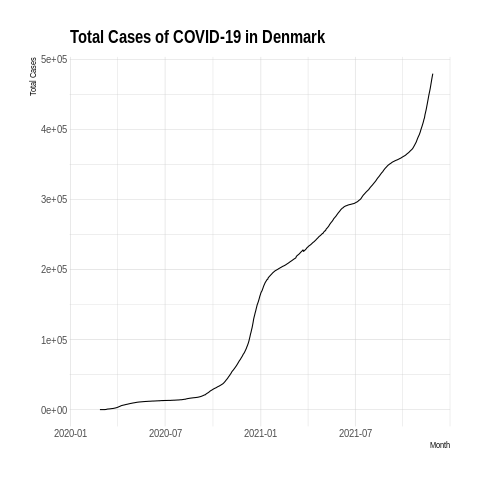 Total Cases of COVID-19 in Denmark
Total Cases
5e+05
4e+05
3e+05
2e+05
1e+05
0e+00
2020-01 2020-07 2021-01 2021-07
Month